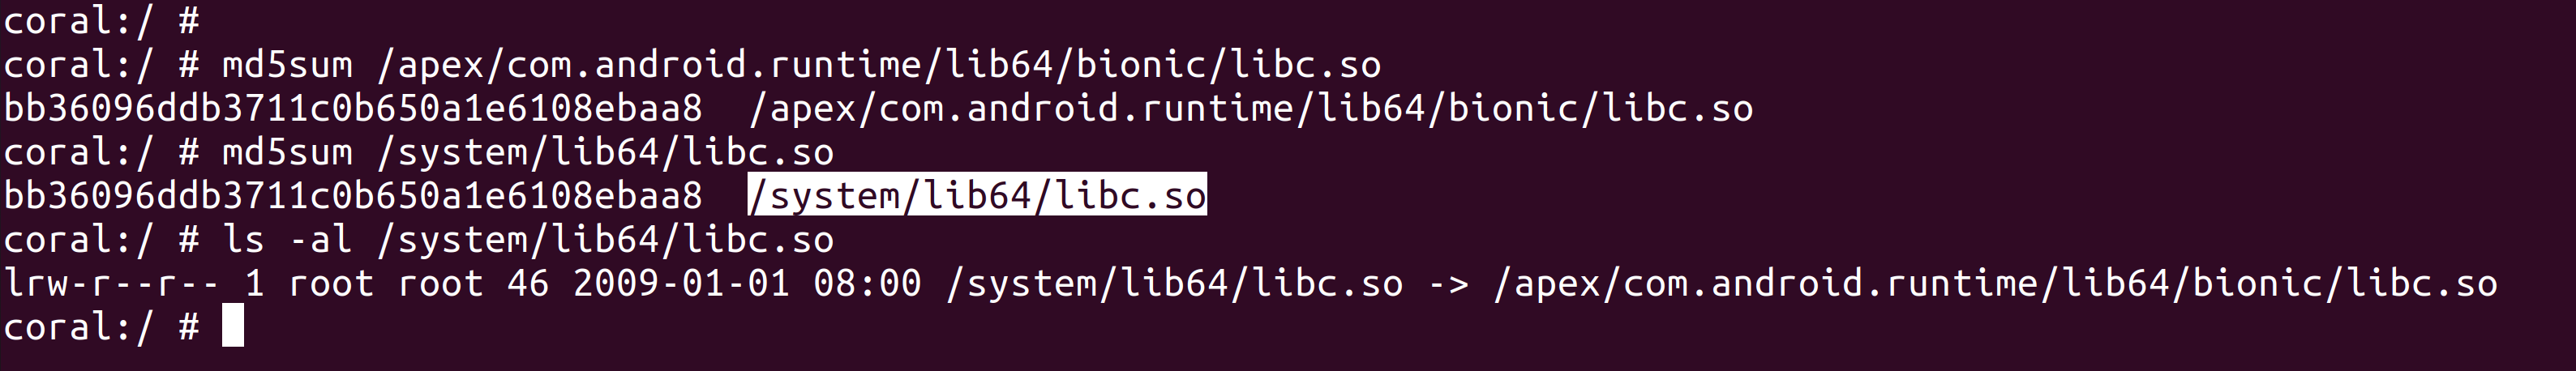 coral:/ #
coral:/ # md5sum /apex/com.android.runtime/lib64/bionic/libc.so
bb36096ddb3711c0b650a1e6108ebaa8  /apex/com.android.runtime/lib64/bionic/libc.so
coral:/ # md5sum /system/lib64/libc.so
bb36096ddb3711c0b650a1e6108ebaa8  /system/lib64/libc.so
coral:/ # ls -al /system/lib64/libc.so
lrw-r--r-- 1 root root 46 2009-01-01 08:00 /system/lib64/libc.so -> /apex/com.android.runtime/lib64/bionic/libc.so
coral:/ #